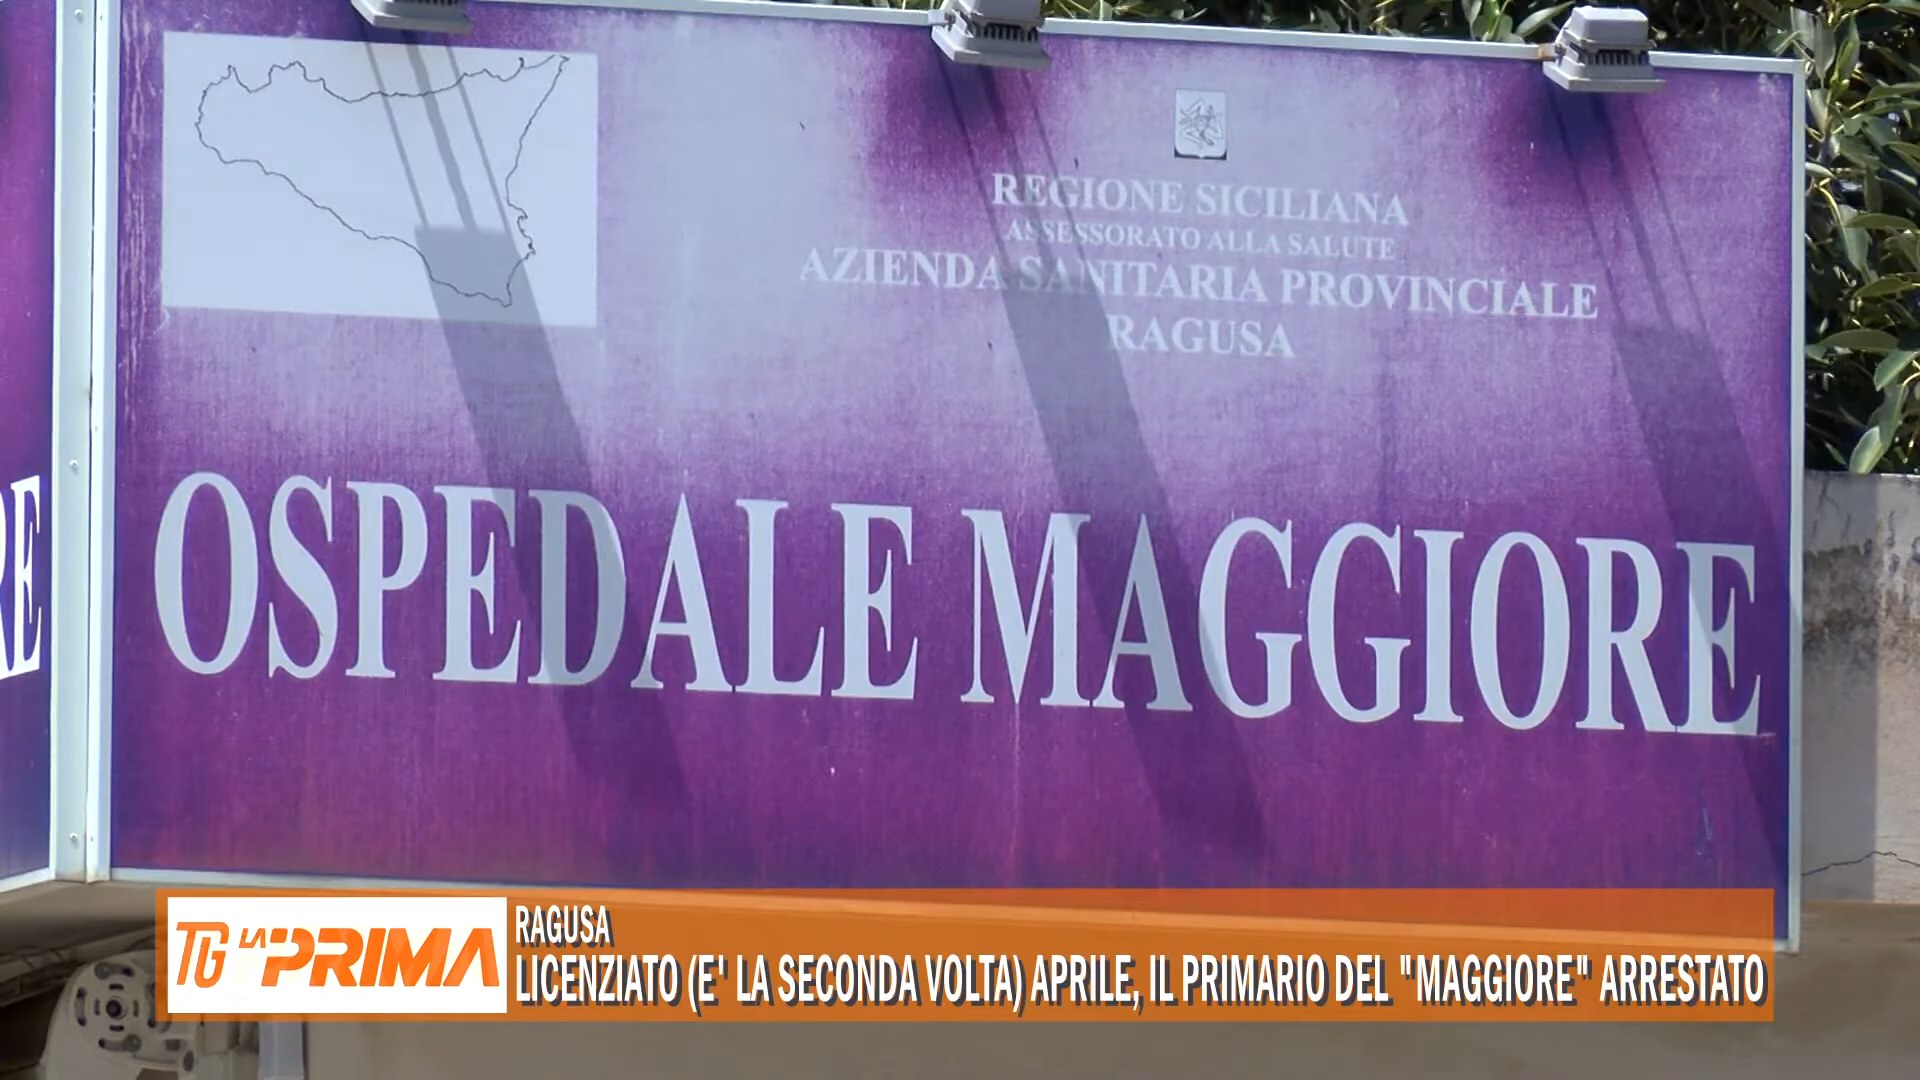 REGIONE SICILIANA
ASSESSORATO ALLA SALUTE
AZIENDA SANITARIA PROVINCIALE
RAGUSA
RE
OSPEDALE MAGGIORE
TG LA PRIMA
RAGUSA
LICENZIATO (E' LA SECONDA VOLTA) APRILE, IL PRIMARIO DEL "MAGGIORE" ARRESTATO